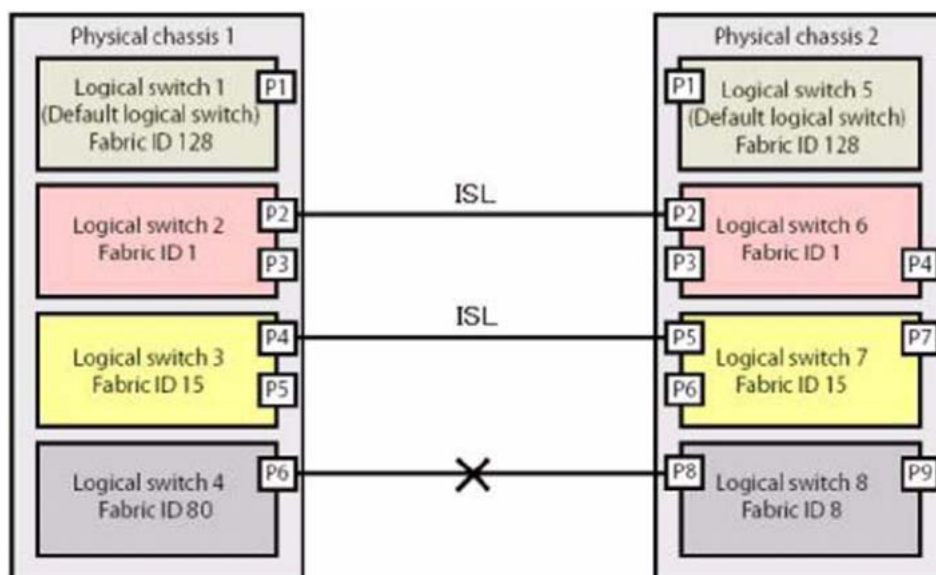 Physical chassis 1
Logical switch 1
(Default logical switch)
Fabric ID 128
P1
Logical switch 2
Fabric ID 1
P2
P3
Logical switch 3
Fabric ID 15
P4
P5
Logical switch 4
Fabric ID 80
P6
ISL
ISL
Physical chassis 2
P1
Logical switch 5
(Default logical switch)
Fabric ID 128
P2
P3
Logical switch 6
Fabric ID 1
P4
P5
P6
Logical switch 7
Fabric ID 15
P7
P8
Logical switch 8
Fabric ID 8
P9